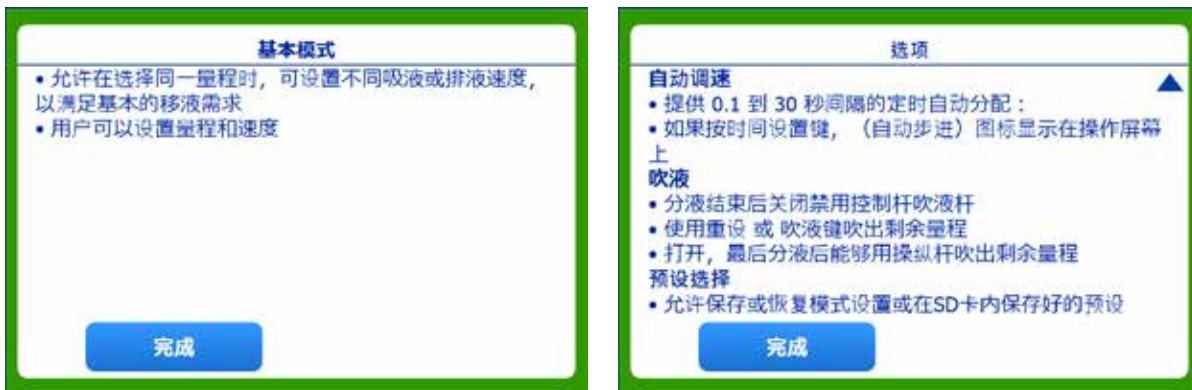 基本模式
• 允许在选择同一量程时，可设置不同吸液或排液速度，
以满足基本的移液需求
• 用户可以设置量程和速度
完成
选项
自动调速
• 提供 0.1 到 30 秒间隔的定时自动分配：
• 如果按时间设置键，（自动步进）图标显示在操作屏幕
上
吹液
• 分液结束后关闭禁用控制杆吹液杆
• 使用重设 或 吹液键吹出剩余量程
• 打开，最后分液后能够用操纵杆吹出剩余量程
预设选择
• 允许保存或恢复模式设置或在SD卡内保存好的预设
完成